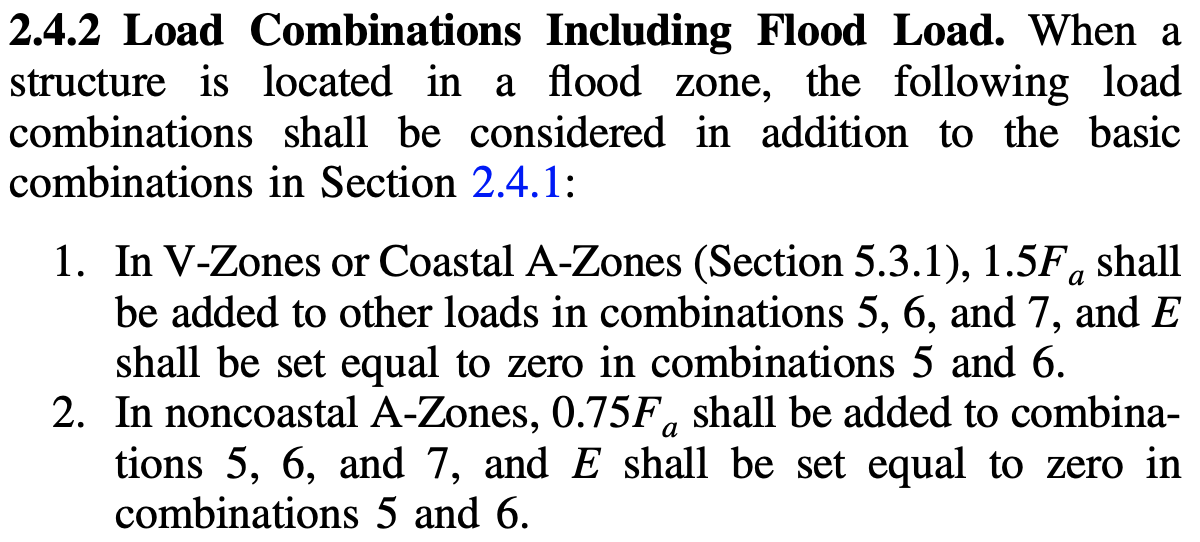 2.4.2 Load Combinations Including Flood Load. When a
structure is located in a flood zone, the following load
combinations shall be considered in addition to the basic
combinations in Section 2.4.1:
1. In V-Zones or Coastal A-Zones (Section 5.3.1), 1.5Fₐ shall
be added to other loads in combinations 5, 6, and 7, and E
shall be set equal to zero in combinations 5 and 6.
2. In noncoastal A-Zones, 0.75Fₐ shall be added to combina-
tions 5, 6, and 7, and E shall be set equal to zero in
combinations 5 and 6.